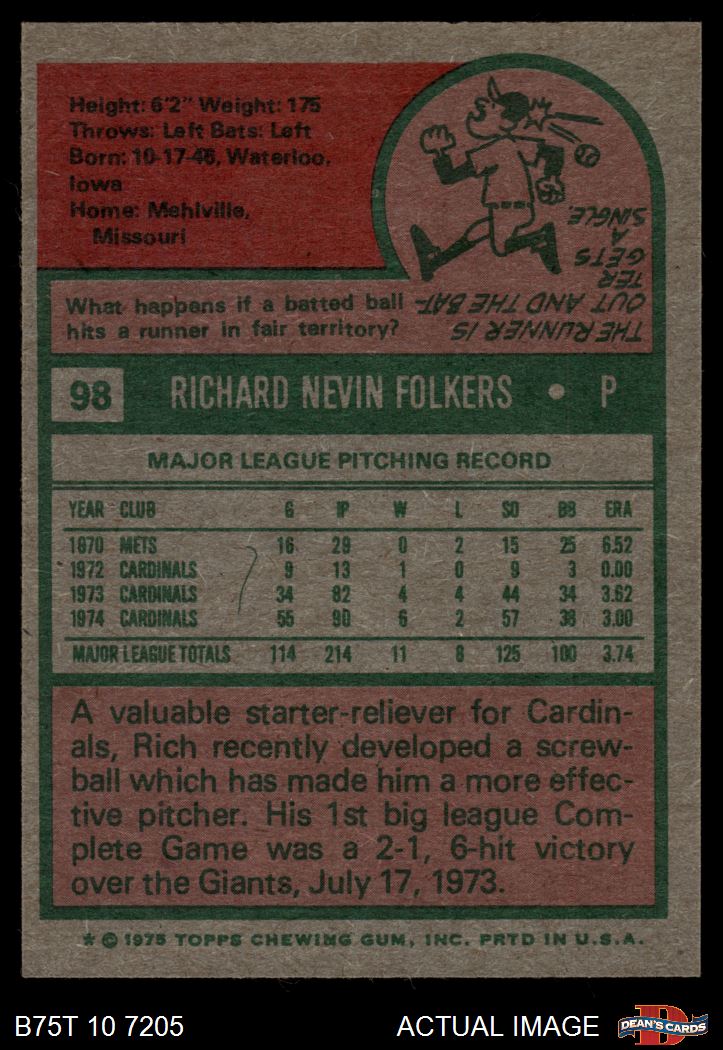 Height: 6'2" Weight: 175
Throws: Left Bats: Left
Born: 10-17-46, Waterloo,
Iowa
Home: Mehlville,
Missouri
What happens if a batted ball
hits a runner in fair territory?
THE RUNNER IS
OUT AND THE BAT-
TER
GETS
A
SINGLE.
98 RICHARD NEVIN FOLKERS • P
MAJOR LEAGUE PITCHING RECORD
YEAR CLUB G IP W L SO BB ERA
1970 METS 16 29 0 2 15 25 6.52
1972 CARDINALS 9 13 1 0 9 3 0.00
1973 CARDINALS 34 82 4 4 44 34 3.62
1974 CARDINALS 55 90 6 2 57 38 3.00
MAJOR LEAGUE TOTALS 114 214 11 8 125 100 3.74
A valuable starter-reliever for Cardin-
als, Rich recently developed a screw-
ball which has made him a more effec-
tive pitcher. His 1st big league Com-
plete Game was a 2-1, 6-hit victory
over the Giants, July 17, 1973.
* © 1975 TOPPS CHEWING GUM, INC. PRTD IN U.S.A.
B75T 10 7205
ACTUAL IMAGE
D
DEAN'S CARDS